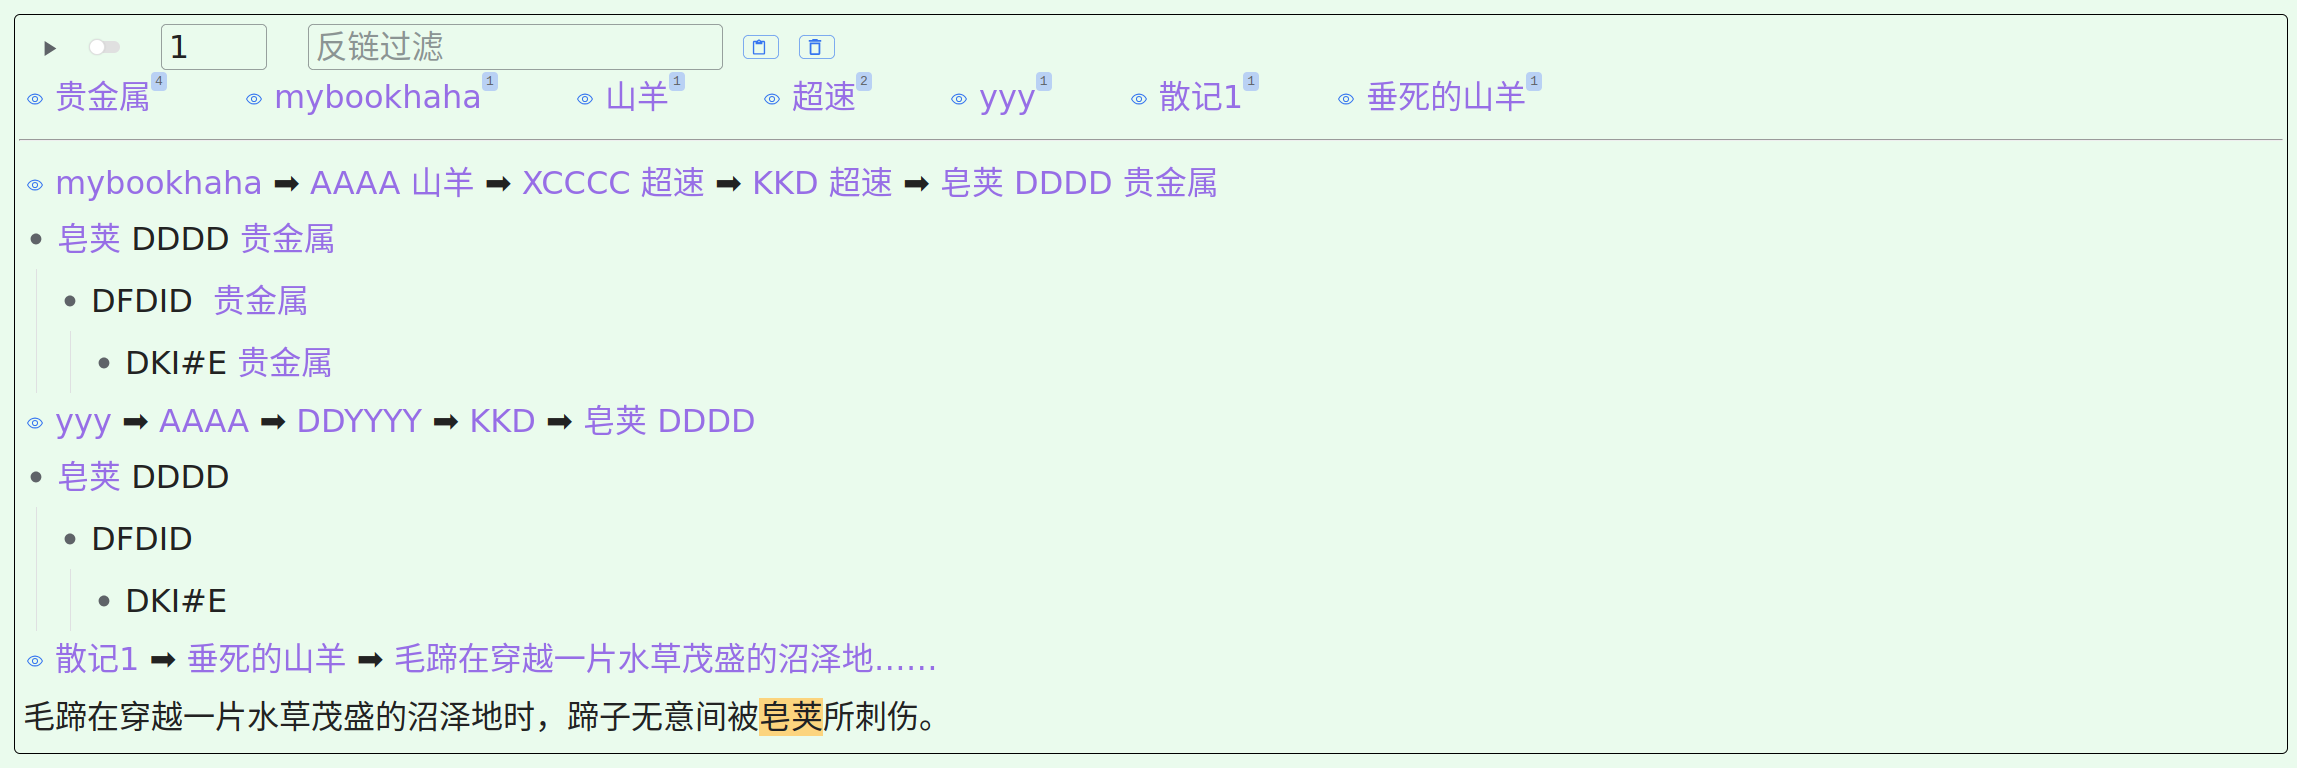 1 反链过滤
贵金属4 mybookhaha1 山羊1 超速2 yyy1 散记1 1 垂死的山羊1
mybookhaha ➡ AAAA 山羊 ➡ XCCCC 超速 ➡ KKD 超速 ➡ 皂荚 DDDD 贵金属
皂荚 DDDD 贵金属
DFDID 贵金属
DKI#E 贵金属
yyy ➡ AAAA ➡ DDYYYY ➡ KKD ➡ 皂荚 DDDD
皂荚 DDDD
DFDID
DKI#E
散记1 ➡ 垂死的山羊 ➡ 毛蹄在穿越一片水草茂盛的沼泽地……
毛蹄在穿越一片水草茂盛的沼泽地时，蹄子无意间被皂荚所刺伤。